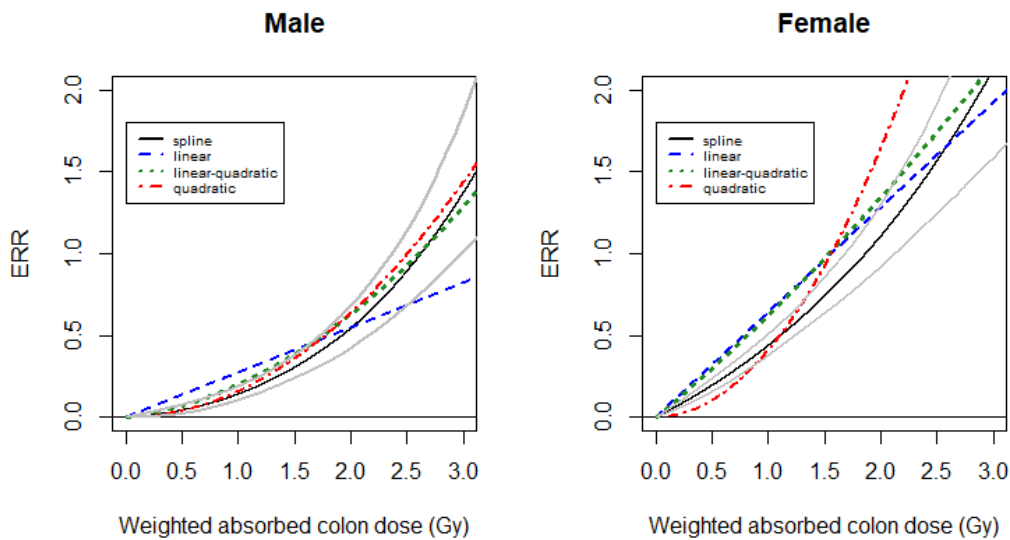 Male
ERR
2.0
1.5
1.0
0.5
0.0
spline
linear
linear-quadratic
quadratic
0.0 0.5 1.0 1.5 2.0 2.5 3.0
Weighted absorbed colon dose (Gy)
Female
ERR
2.0
1.5
1.0
0.5
0.0
spline
linear
linear-quadratic
quadratic
0.0 0.5 1.0 1.5 2.0 2.5 3.0
Weighted absorbed colon dose (Gy)